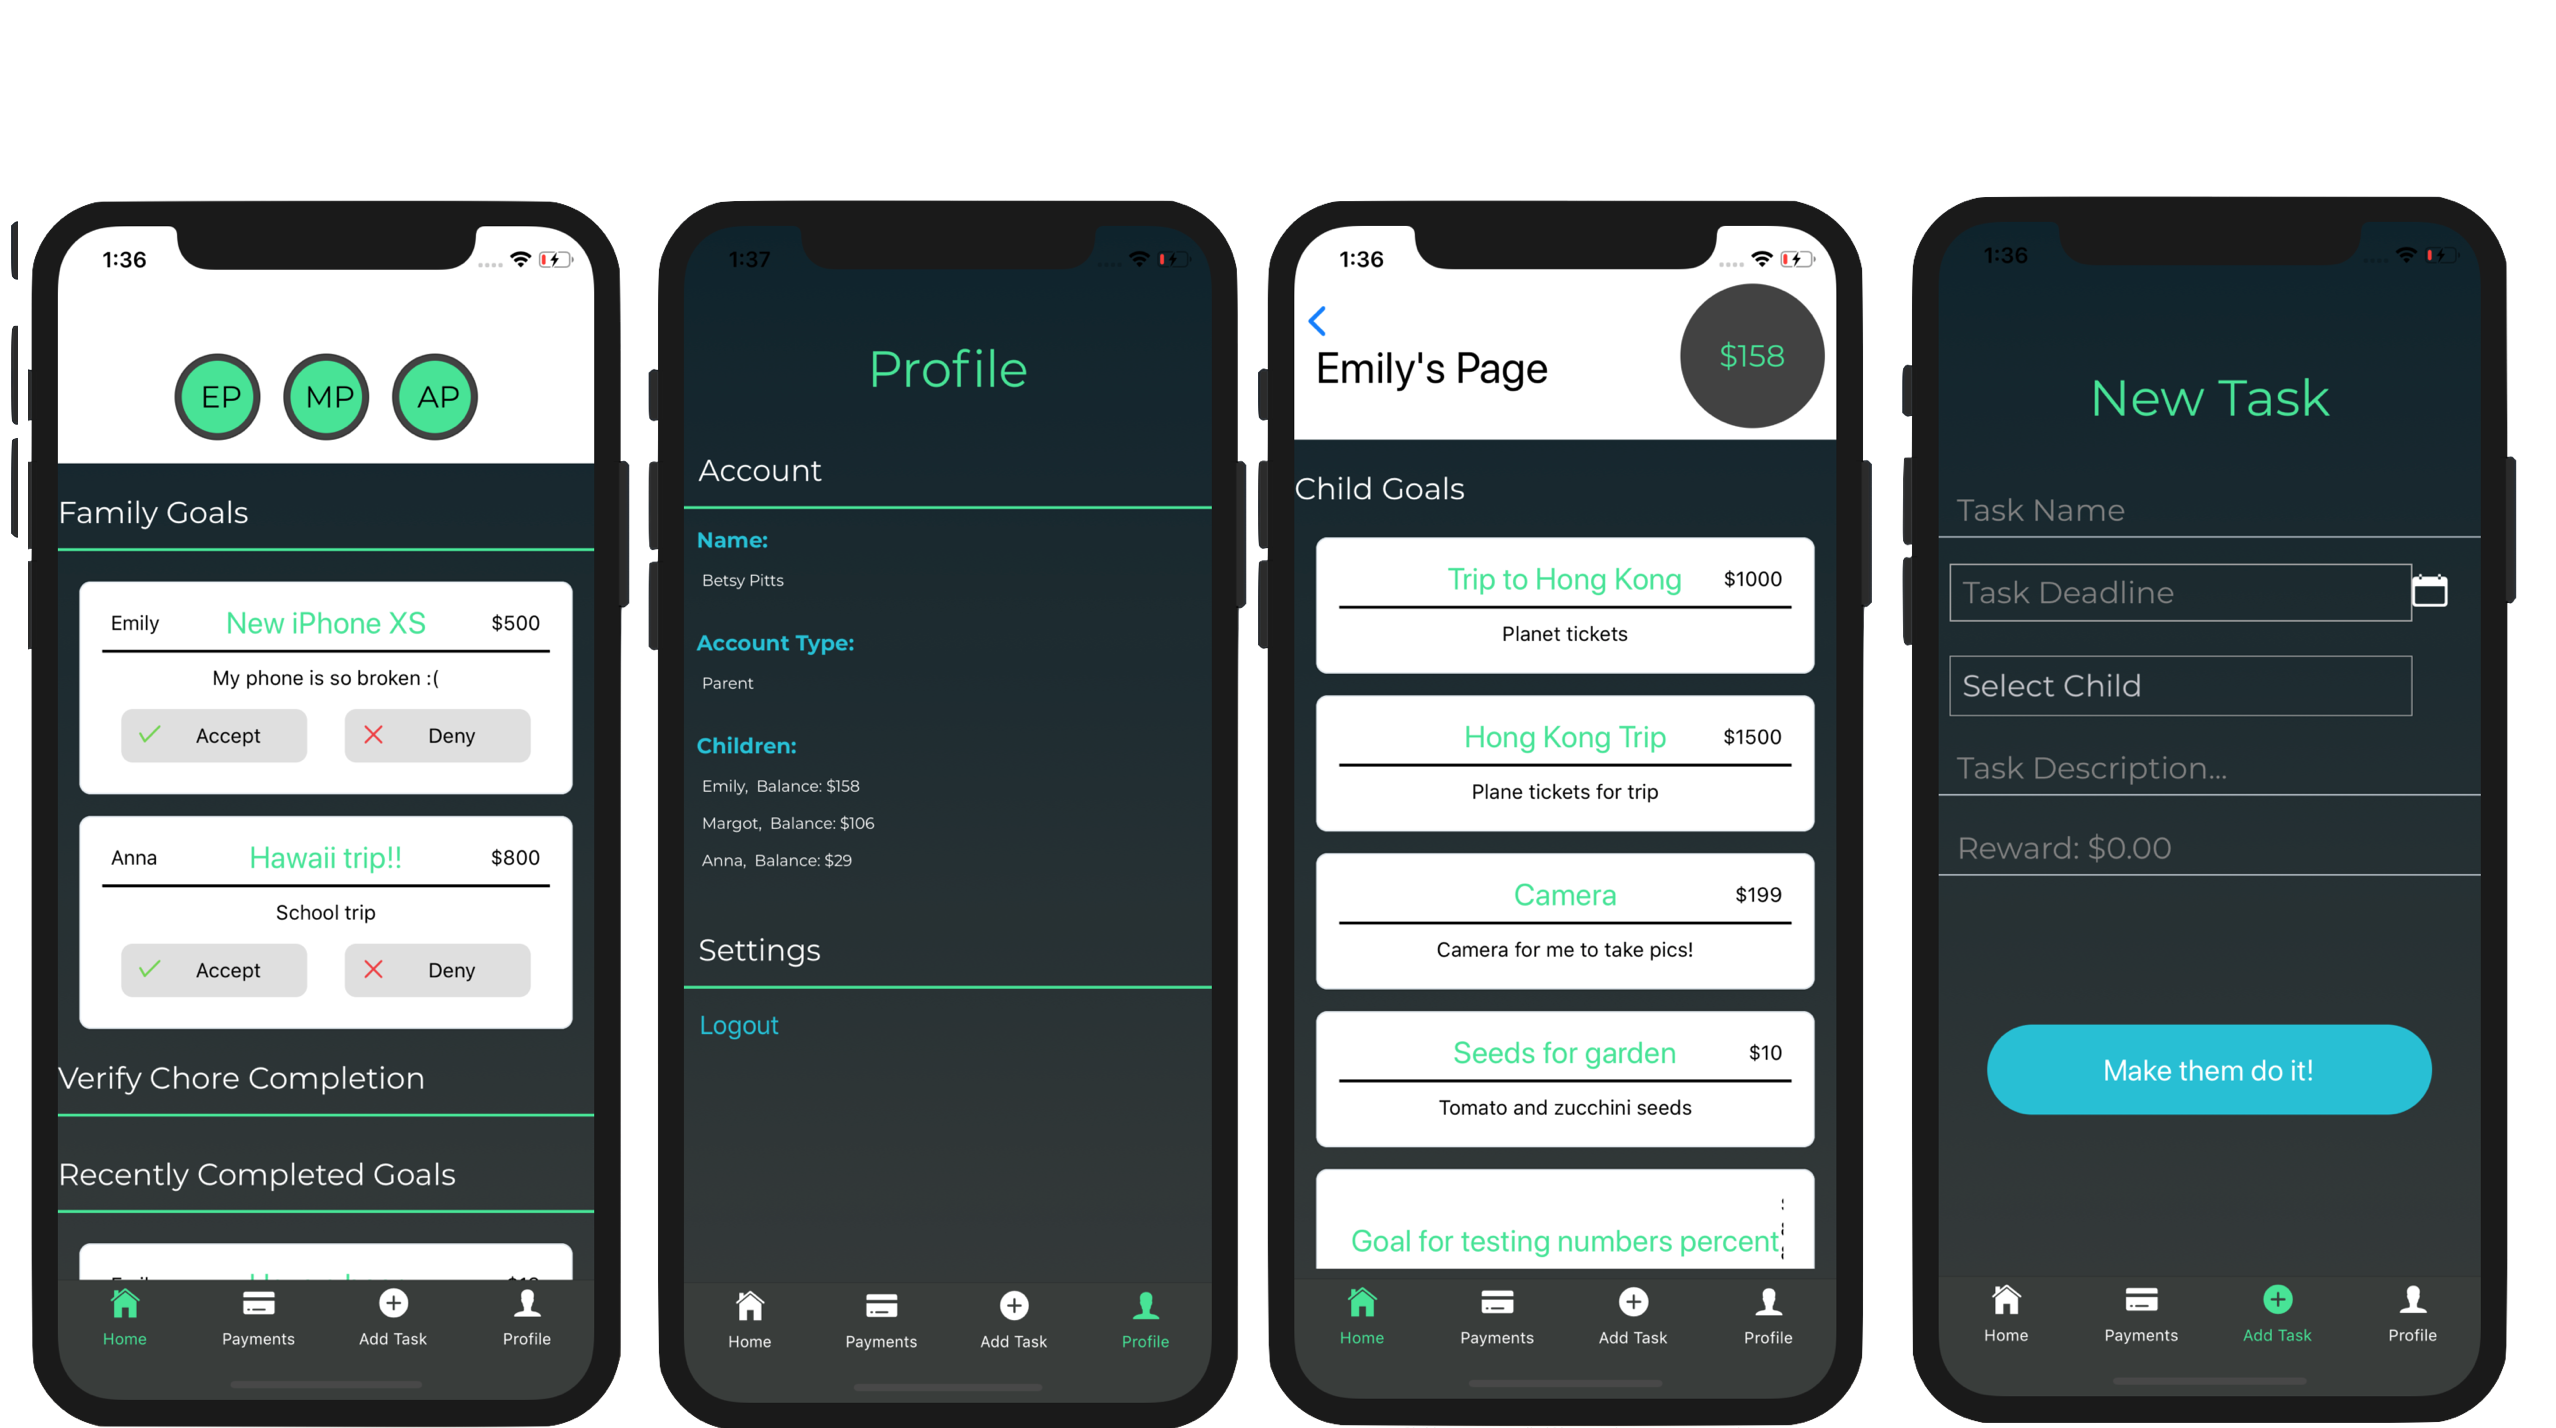 1:36
EP MP AP
Family Goals
Emily New iPhone XS $500
My phone is so broken :(
Accept Deny
Anna Hawaii trip!! $800
School trip
Accept Deny
Verify Chore Completion
Recently Completed Goals
Home Payments Add Task Profile
1:37
Profile
Account
Name:
Betsy Pitts
Account Type:
Parent
Children:
Emily, Balance: $158
Margot, Balance: $106
Anna, Balance: $29
Settings
Logout
Home Payments Add Task Profile
1:36
Emily's Page
$158
Child Goals
Trip to Hong Kong $1000
Planet tickets
Hong Kong Trip $1500
Plane tickets for trip
Camera $199
Camera for me to take pics!
Seeds for garden $10
Tomato and zucchini seeds
Goal for testing numbers percent
Home Payments Add Task Profile
1:36
New Task
Task Name
Task Deadline
Select Child
Task Description...
Reward: $0.00
Make them do it!
Home Payments Add Task Profile